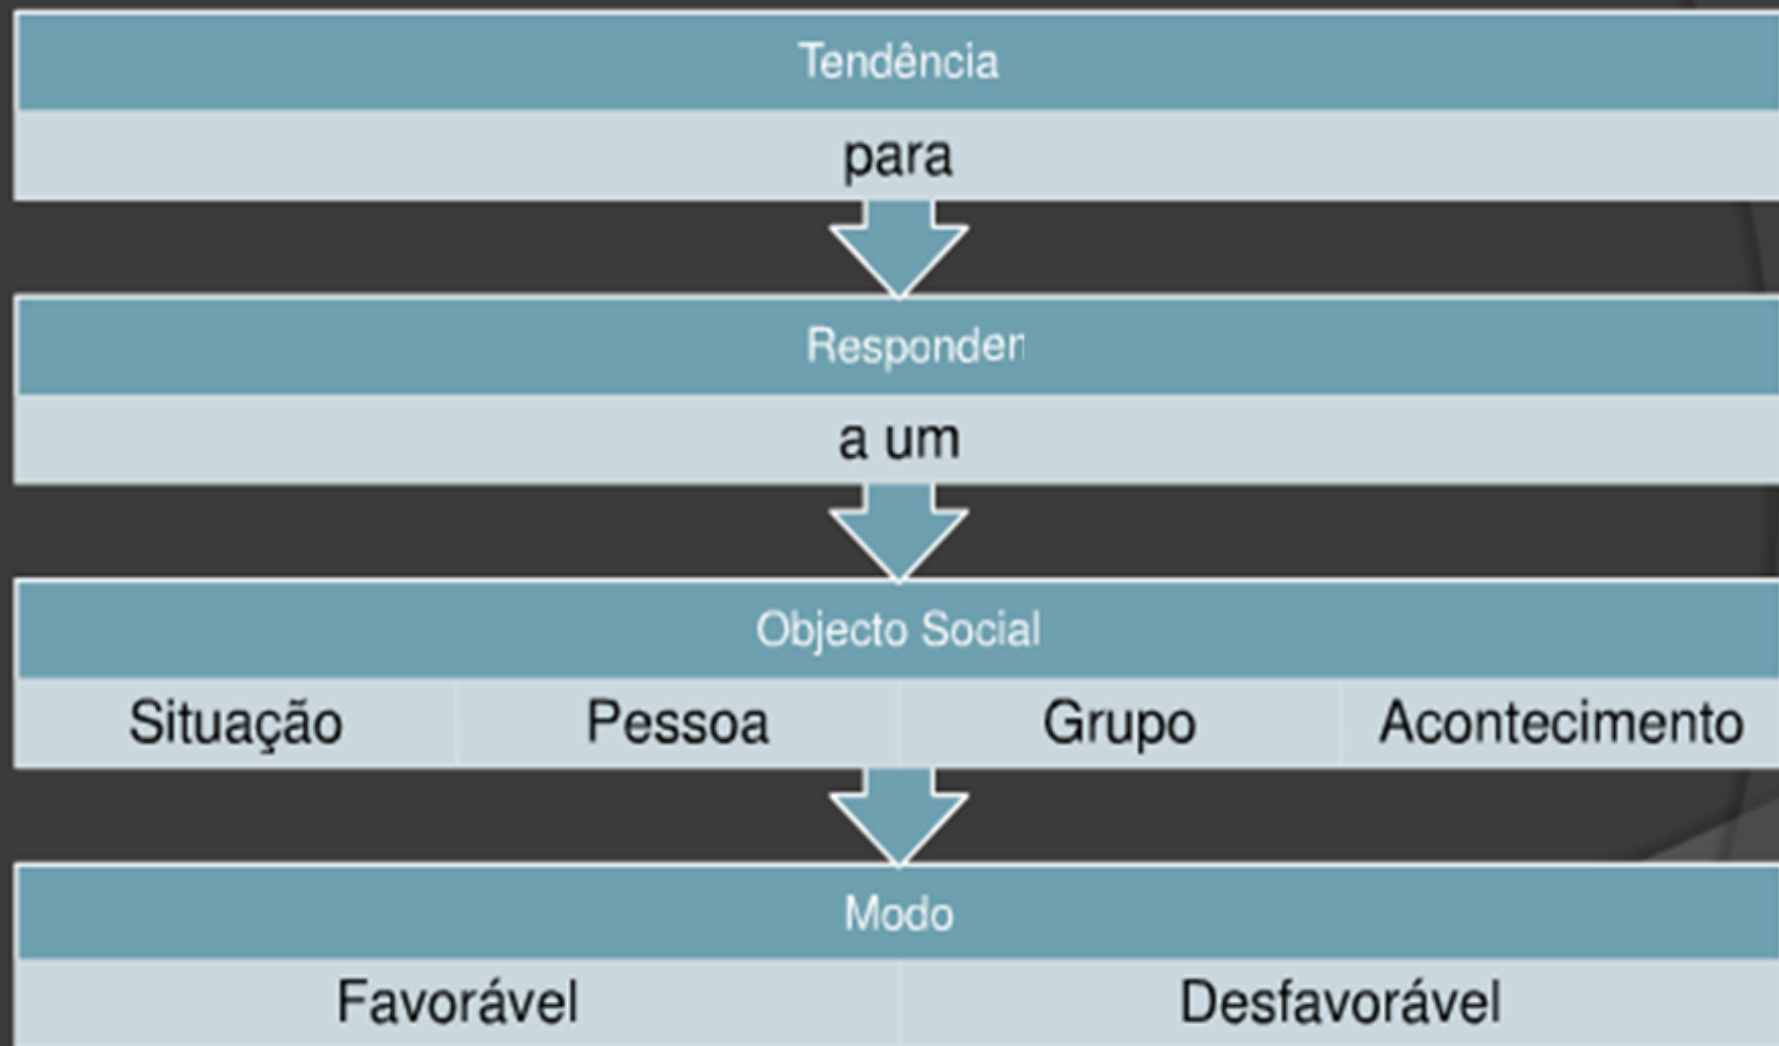 Tendência
para
Responder
a um
Objecto Social
Situação Pessoa Grupo Acontecimento
Modo
Favorável Desfavorável